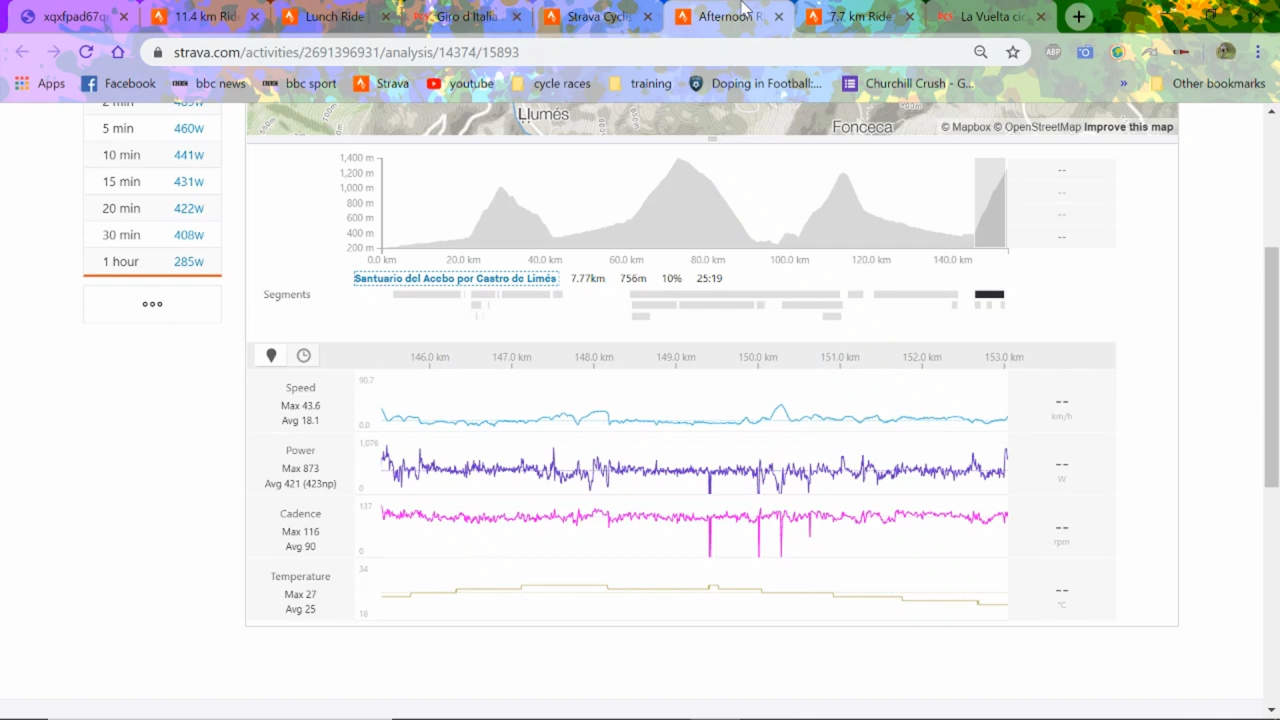 xqxfpad67q
11.4 km Rid
Lunch Ride |
Giro d'Italia
Strava Cyclis
Afternoon R
7.7 km Ride
La Vuelta cic
strava.com/activities/2691396931/analysis/14374/15893
ABP
Apps
Facebook
bbc news
bbc sport
Strava
youtube
cycle races
training
Doping in Football:...
Churchill Crush - G...
»
Other bookmarks
2 min 485w
5 min 460w
10 min 441w
15 min 431w
20 min 422w
30 min 408w
1 hour 285w
Llumés
Fonceca
© Mapbox © OpenStreetMap Improve this map
1,400 m
1,200 m
1,000 m
800 m
600 m
400 m
200 m
0.0 km 20.0 km 40.0 km 60.0 km 80.0 km 100.0 km 120.0 km 140.0 km
--
--
--
--
Santuario del Acebo por Castro de Limés 7.77km 756m 10% 25:19
Segments
146.0 km 147.0 km 148.0 km 149.0 km 150.0 km 151.0 km 152.0 km 153.0 km
Speed
Max 43.6
Avg 18.1
90.7
0.0
--
km/h
Power
Max 873
Avg 421 (423np)
1,076
0
--
W
Cadence
Max 116
Avg 90
137
0
--
rpm
Temperature
Max 27
Avg 25
34
18
--
°C